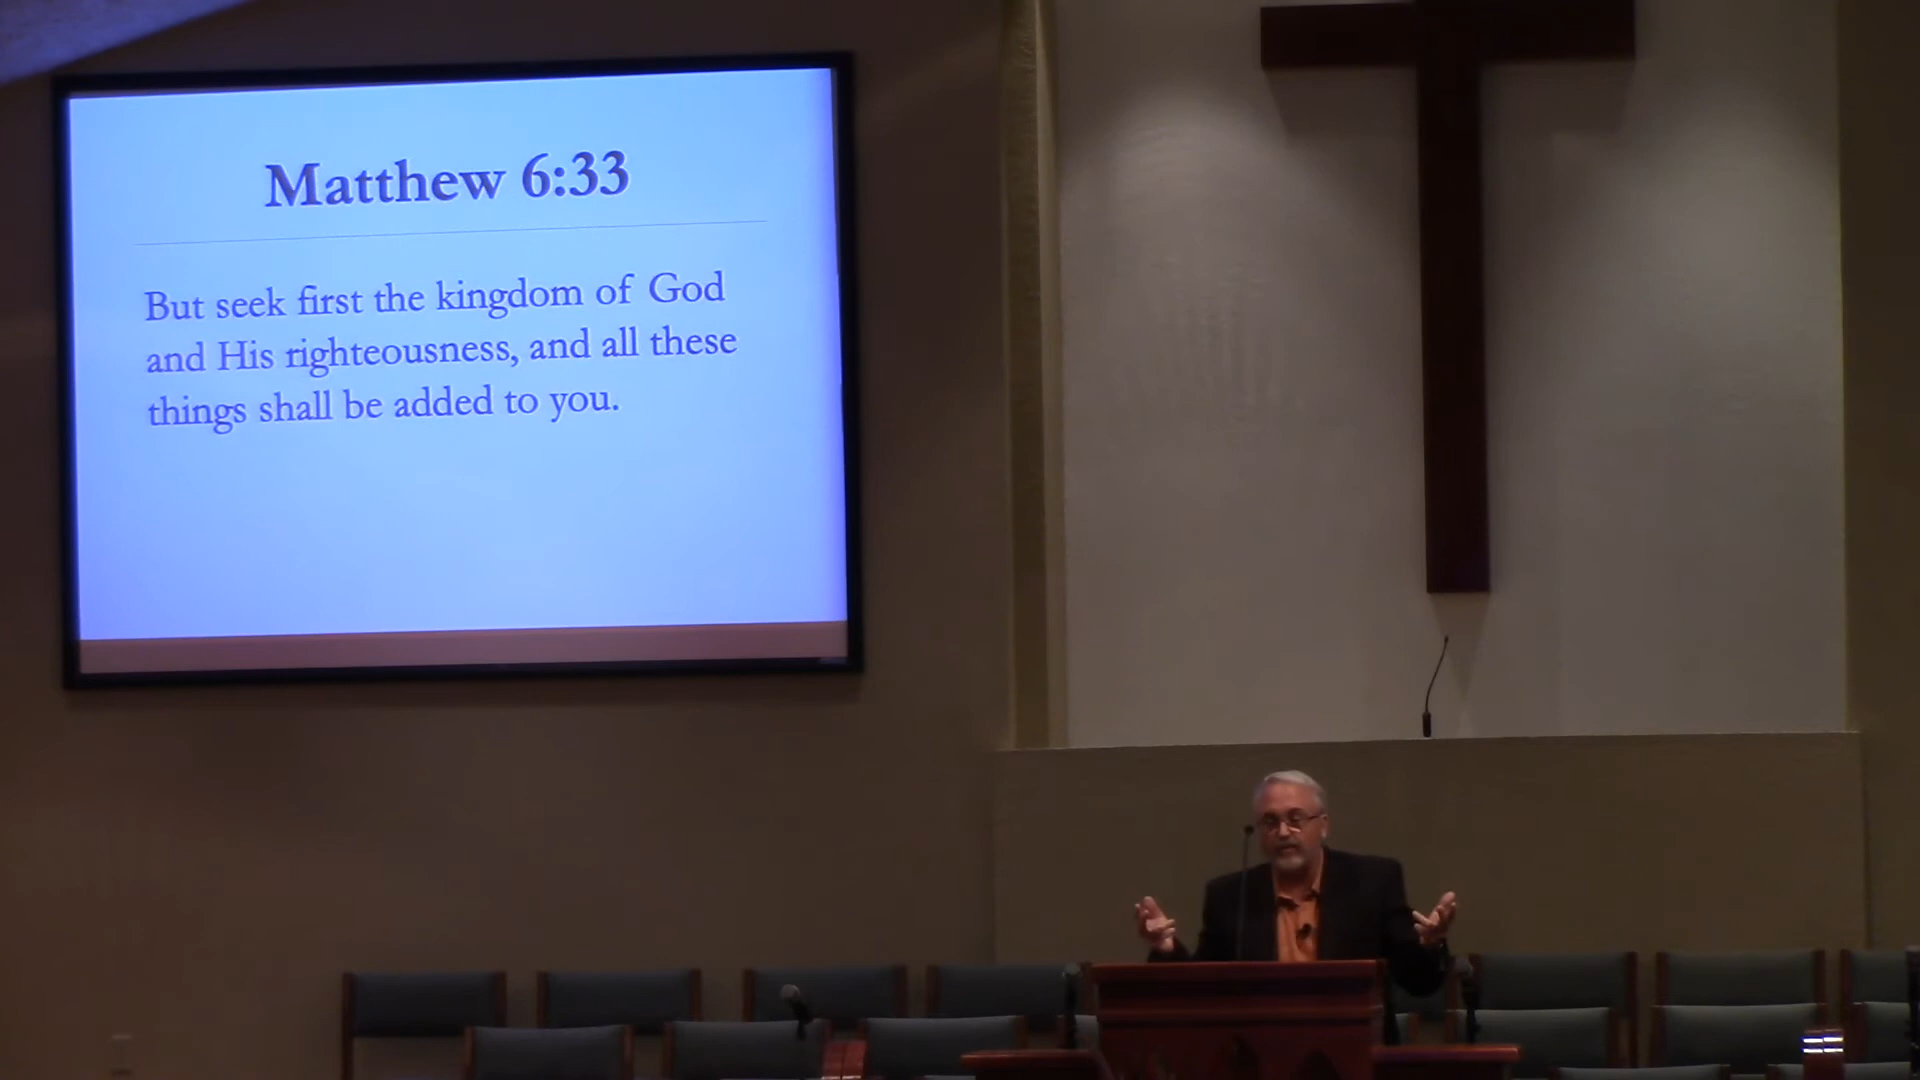 Matthew 6:33
But seek first the kingdom of God
and His righteousness, and all these
things shall be added to you.